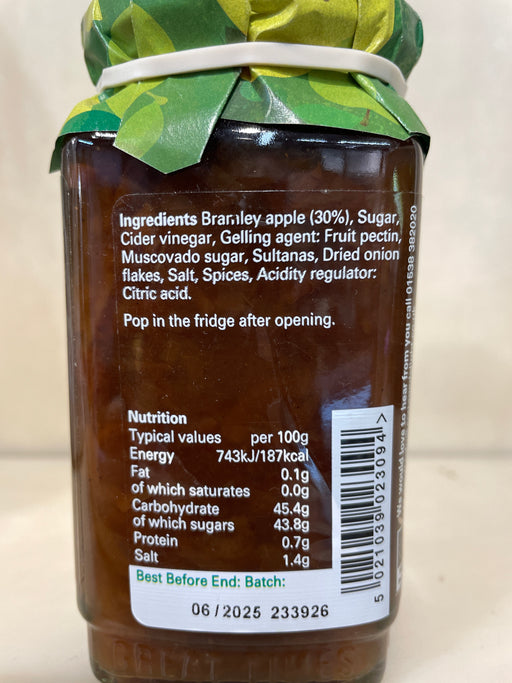 Ingredients Bramley apple (30%), Sugar,
Cider vinegar, Gelling agent: Fruit pectin,
Muscovado sugar, Sultanas, Dried onion
flakes, Salt, Spices, Acidity regulator:
Citric acid.
Pop in the fridge after opening.
Nutrition
Typical values per 100g
Energy 743kJ/187kcal
Fat 0.1g
of which saturates 0.0g
Carbohydrate 45.4g
of which sugars 43.8g
Protein 0.7g
Salt 1.4g
Best Before End: Batch:
06/2025 233926
5 021039 023094 >
We would love to hear from you call 01538 382020